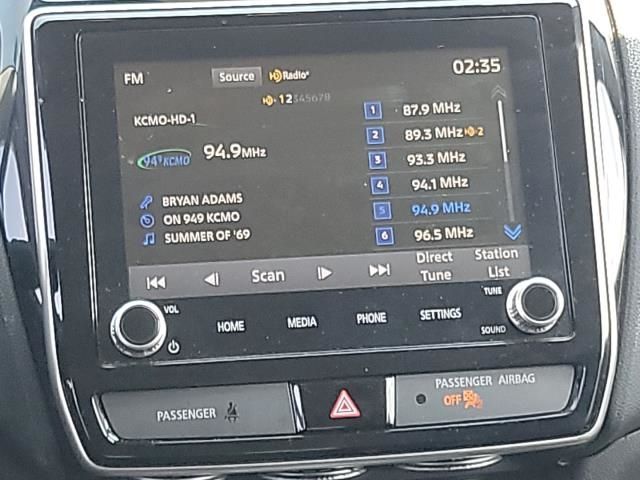 FM Source HD Radio® 02:35
HD 12345678
KCMO-HD-1
94.9 MHz
94.9 KCMO
BRYAN ADAMS
ON 949 KCMO
SUMMER OF '69
1 87.9 MHz
2 89.3 MHz HD 2
3 93.3 MHz
4 94.1 MHz
5 94.9 MHz
6 96.5 MHz
Scan
Direct
Tune
Station
List
VOL
HOME MEDIA PHONE SETTINGS
TUNE
SOUND
PASSENGER
PASSENGER AIRBAG
OFF 2